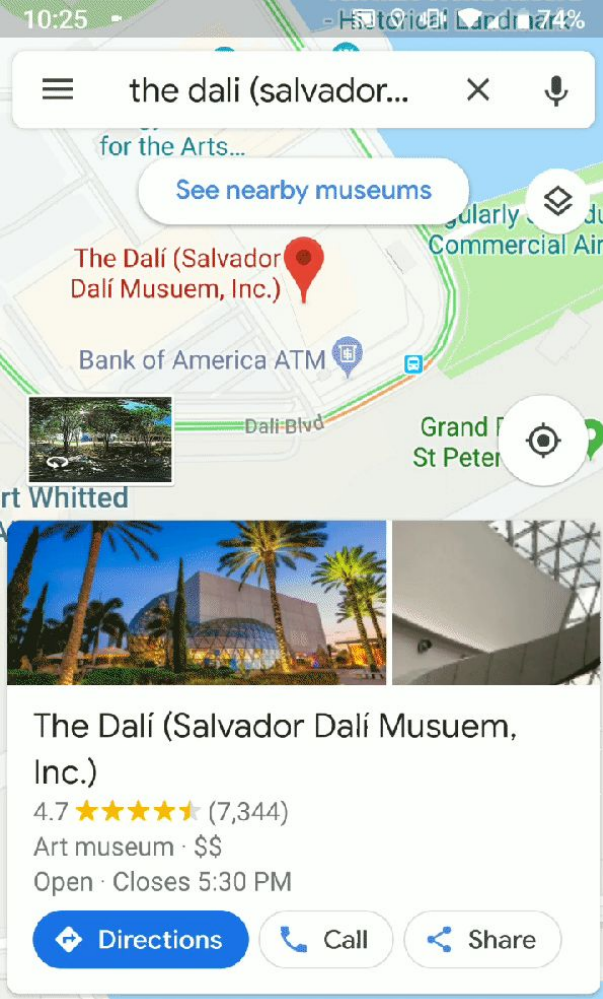 10:25
Historical Landmark
74%
the dali (salvador...
for the Arts...
See nearby museums
Commercial Air
The Dalí (Salvador
Dalí Musuem, Inc.)
Bank of America ATM
Dali Blvd
Grand
St Peter
rt Whitted
The Dalí (Salvador Dalí Musuem,
Inc.)
4.7 (7,344)
Art museum · $$
Open · Closes 5:30 PM
Directions
Call
Share